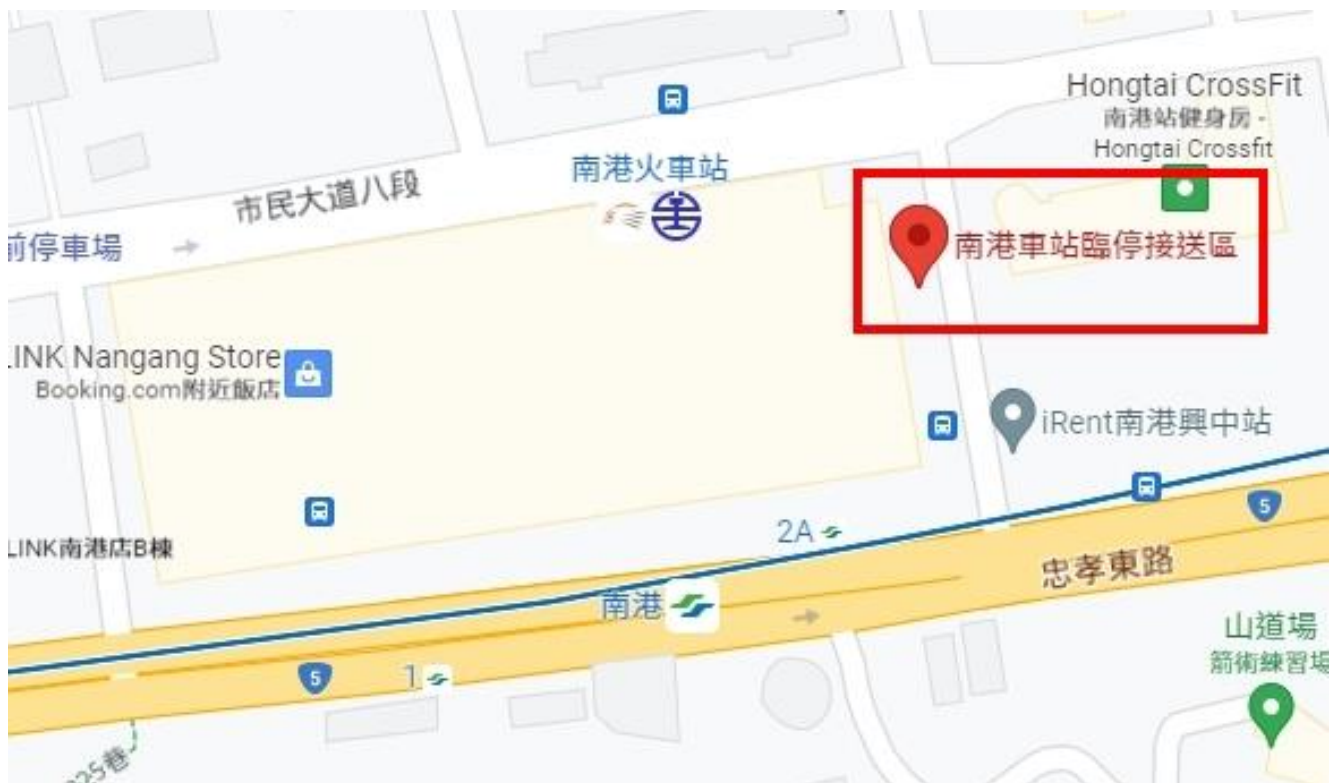 Hongtai CrossFit
南港站健身房 -
Hongtai Crossfit
南港火車站
市民大道八段
前停車場
南港車站臨停接送區
LINK Nangang Store
Booking.com附近飯店
iRent南港興中站
2A
5
LINK南港店B棟
忠孝東路
南港
山道場
箭術練習場
5
1
325巷